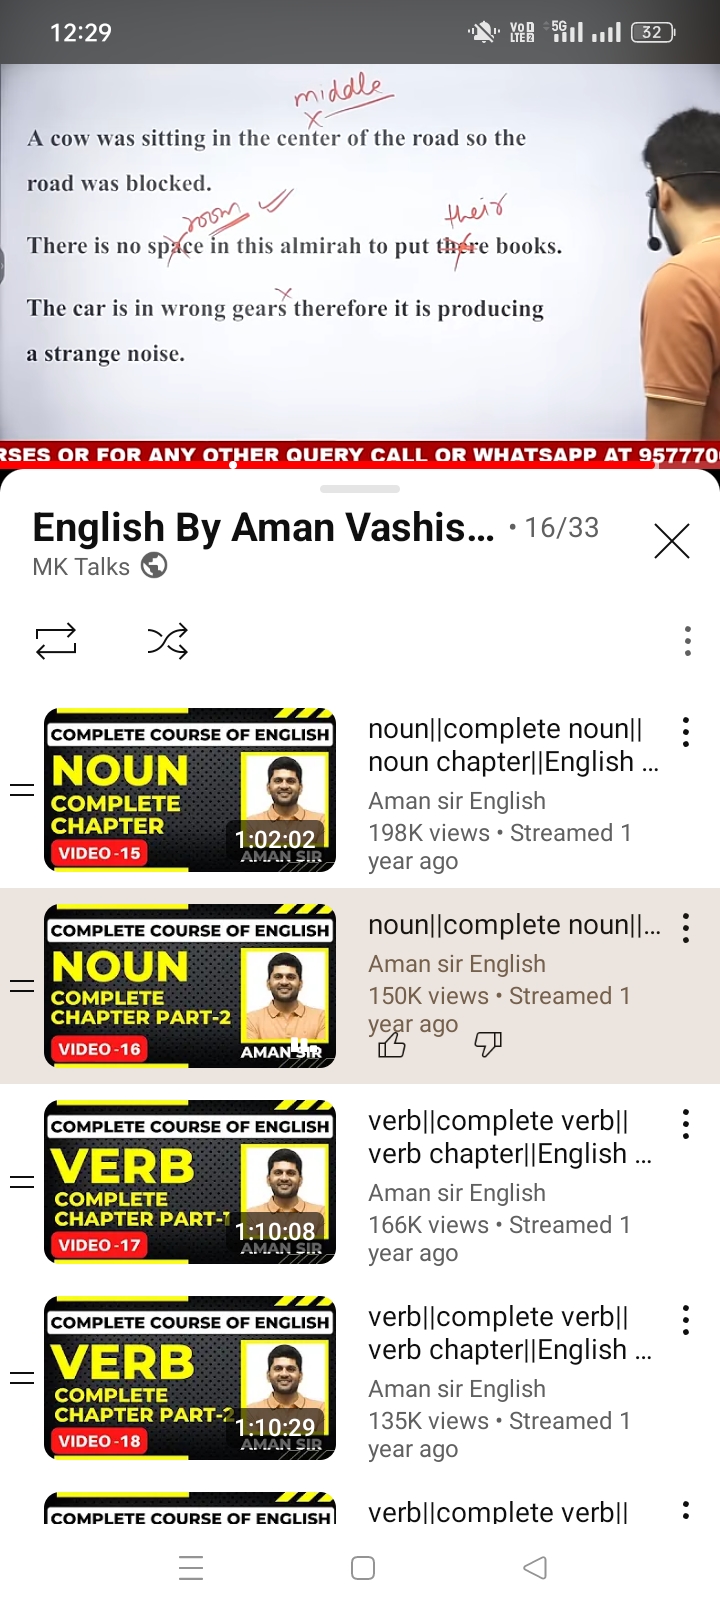 12:29
VoD
LTE2
5G
32
middle
x
A cow was sitting in the center of the road so the
road was blocked.
room
their
There is no space in this almirah to put there books.
x
The car is in wrong gears therefore it is producing
a strange noise.
RSES OR FOR ANY OTHER QUERY CALL OR WHATSAPP AT 957770
English By Aman Vashis... • 16/33
MK Talks
COMPLETE COURSE OF ENGLISH
NOUN
COMPLETE
CHAPTER
VIDEO -15
1:02:02
AMAN SIR
noun||complete noun||
noun chapter||English ...
Aman sir English
198K views • Streamed 1
year ago
COMPLETE COURSE OF ENGLISH
NOUN
COMPLETE
CHAPTER PART-2
VIDEO -16
AMAN SIR
noun||complete noun||...
Aman sir English
150K views • Streamed 1
year ago
COMPLETE COURSE OF ENGLISH
VERB
COMPLETE
CHAPTER PART-1
VIDEO -17
1:10:08
AMAN SIR
verb||complete verb||
verb chapter||English ...
Aman sir English
166K views • Streamed 1
year ago
COMPLETE COURSE OF ENGLISH
VERB
COMPLETE
CHAPTER PART-2
VIDEO -18
1:10:29
AMAN SIR
verb||complete verb||
verb chapter||English ...
Aman sir English
135K views • Streamed 1
year ago
COMPLETE COURSE OF ENGLISH
verb||complete verb||